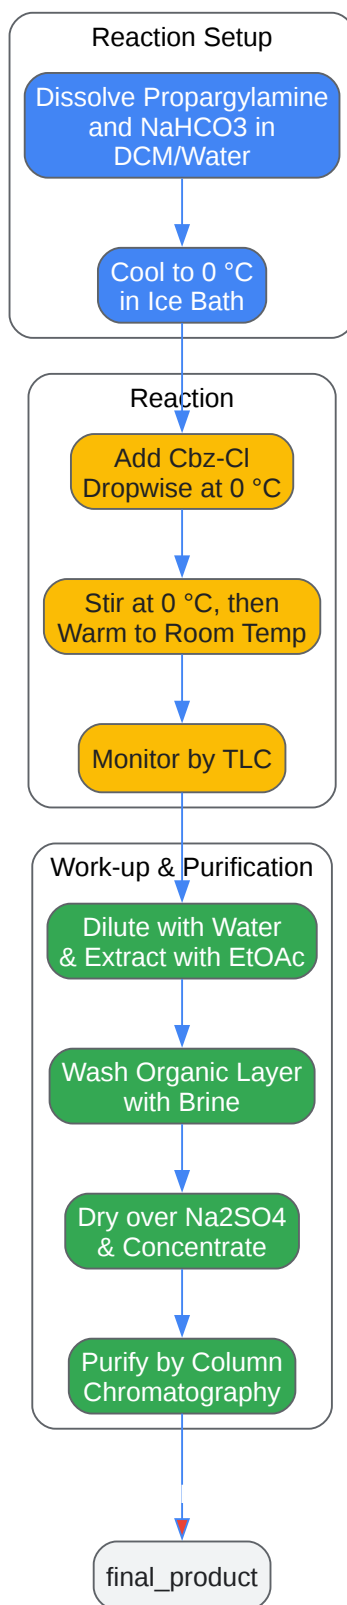 Reaction Setup
Dissolve Propargylamine
and NaHCO3 in
DCM/Water
Cool to 0 °C
in Ice Bath
Reaction
Add Cbz-Cl
Dropwise at 0 °C
Stir at 0 °C, then
Warm to Room Temp
Monitor by TLC
Work-up & Purification
Dilute with Water
& Extract with EtOAc
Wash Organic Layer
with Brine
Dry over Na2SO4
& Concentrate
Purify by Column
Chromatography
final_product